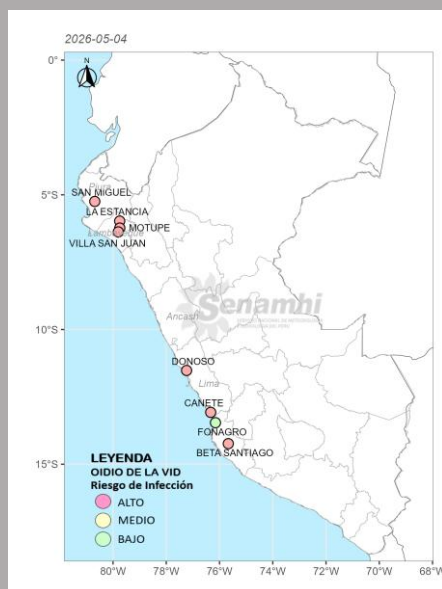 2026-05-04
N
0°
5°S
10°S
15°S
SAN MIGUEL
Piura
LA ESTANCIA
MOTUPE
VILLA SAN JUAN
Senamhi
Ancash
DONOSO
Lima
CANETE
FONAGRO
BETA SANTIAGO
LEYENDA
OIDIO DE LA VID
Riesgo de Infección
ALTO
MEDIO
BAJO
80°W 78°W 76°W 74°W 72°W 70°W 68°W